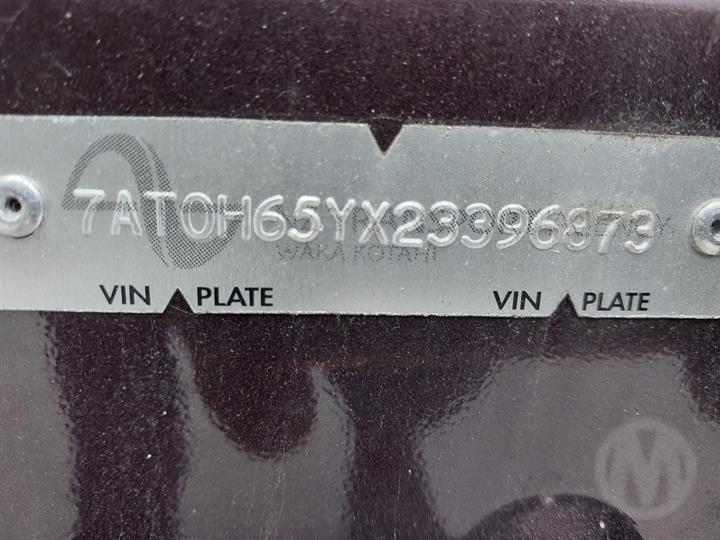 7AT0H65YX23396873
WAKA KOTAHI
VIN PLATE VIN PLATE
M